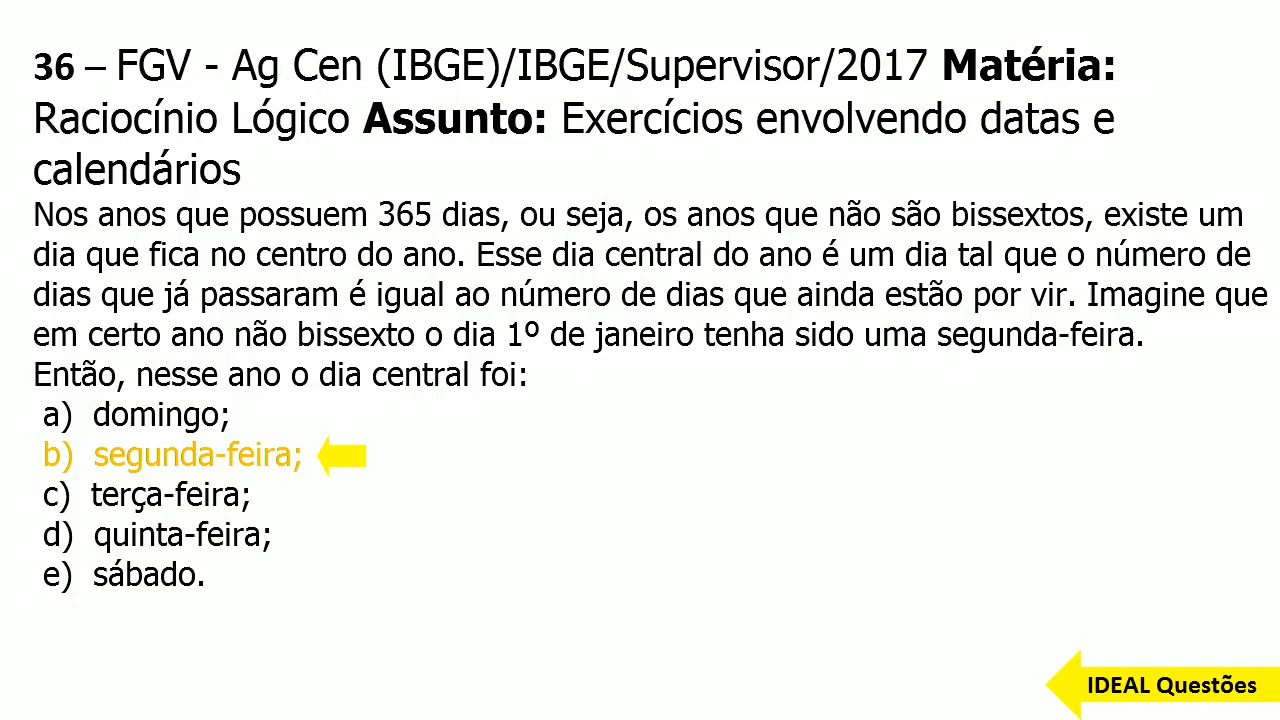 36 – FGV - Ag Cen (IBGE)/IBGE/Supervisor/2017 Matéria:
Raciocínio Lógico Assunto: Exercícios envolvendo datas e
calendários
Nos anos que possuem 365 dias, ou seja, os anos que não são bissextos, existe um
dia que fica no centro do ano. Esse dia central do ano é um dia tal que o número de
dias que já passaram é igual ao número de dias que ainda estão por vir. Imagine que
em certo ano não bissexto o dia 1º de janeiro tenha sido uma segunda-feira.
Então, nesse ano o dia central foi:
a) domingo;
b) segunda-feira;
c) terça-feira;
d) quinta-feira;
e) sábado.
IDEAL Questões